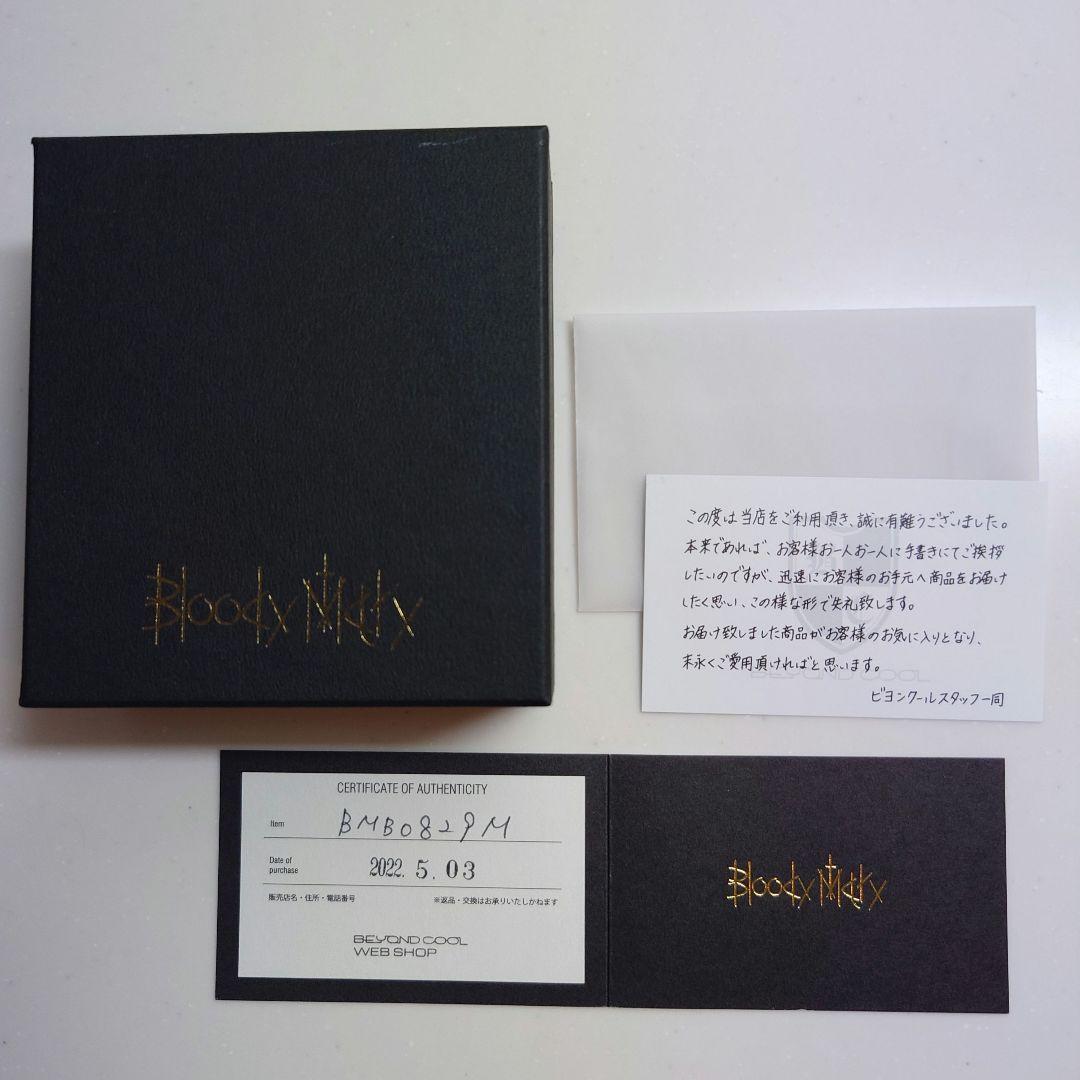 Bloody Mary
この度は当店をご利用頂き、誠に有難うございました。
本来であれば、お客様お一人お一人に手書きにてご挨拶
したいのですが、迅速にお客様のお手元へ商品をお届け
したく思い、この様な形で失礼致します。
お届け致しました商品がお客様のお気に入りとなり、
末永くご愛用頂ければと思います。
BEYOND COOL
ビヨンクールスタッフ一同
CERTIFICATE OF AUTHENTICITY
Item BMB0829M
Date of purchase 2022. 5. 03
販売店名・住所・電話番号 ※返品・交換はお承りいたしかねます
BEYOND COOL
WEB SHOP
Bloody Mary